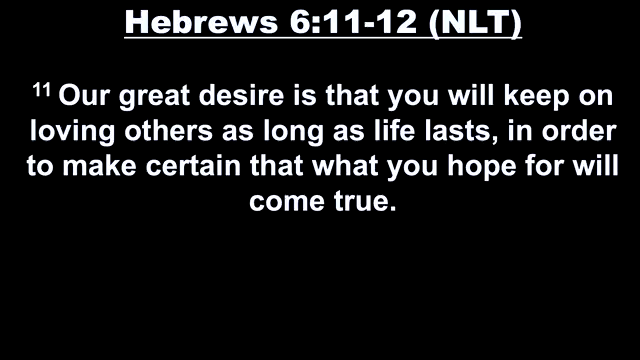 Hebrews 6:11-12 (NLT)
11 Our great desire is that you will keep on
loving others as long as life lasts, in order
to make certain that what you hope for will
come true.